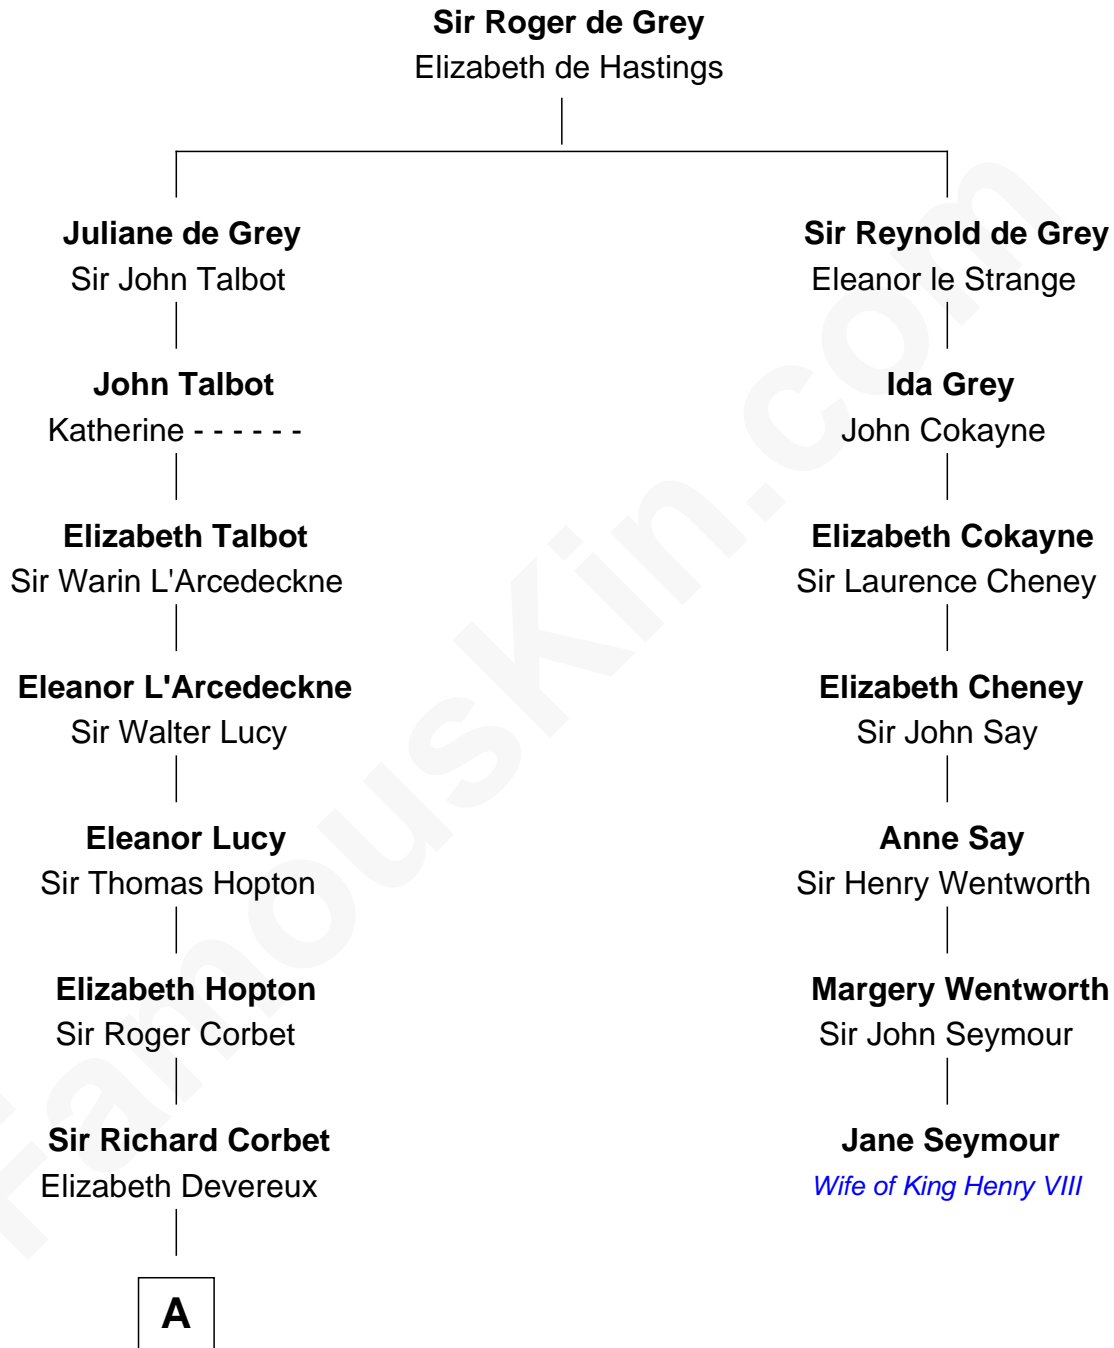 Sir Roger de Grey
Elizabeth de Hastings
Juliane de Grey
Sir John Talbot
Sir Reynold de Grey
Eleanor le Strange
John Talbot
Katherine - - - - - -
Ida Grey
John Cokayne
Elizabeth Talbot
Sir Warin L'Arcedeckne
Elizabeth Cokayne
Sir Laurence Cheney
Eleanor L'Arcedeckne
Sir Walter Lucy
Elizabeth Cheney
Sir John Say
Eleanor Lucy
Sir Thomas Hopton
Anne Say
Sir Henry Wentworth
Elizabeth Hopton
Sir Roger Corbet
Margery Wentworth
Sir John Seymour
Sir Richard Corbet
Elizabeth Devereux
Jane Seymour
Wife of King Henry VIII
A
FamousKin.com